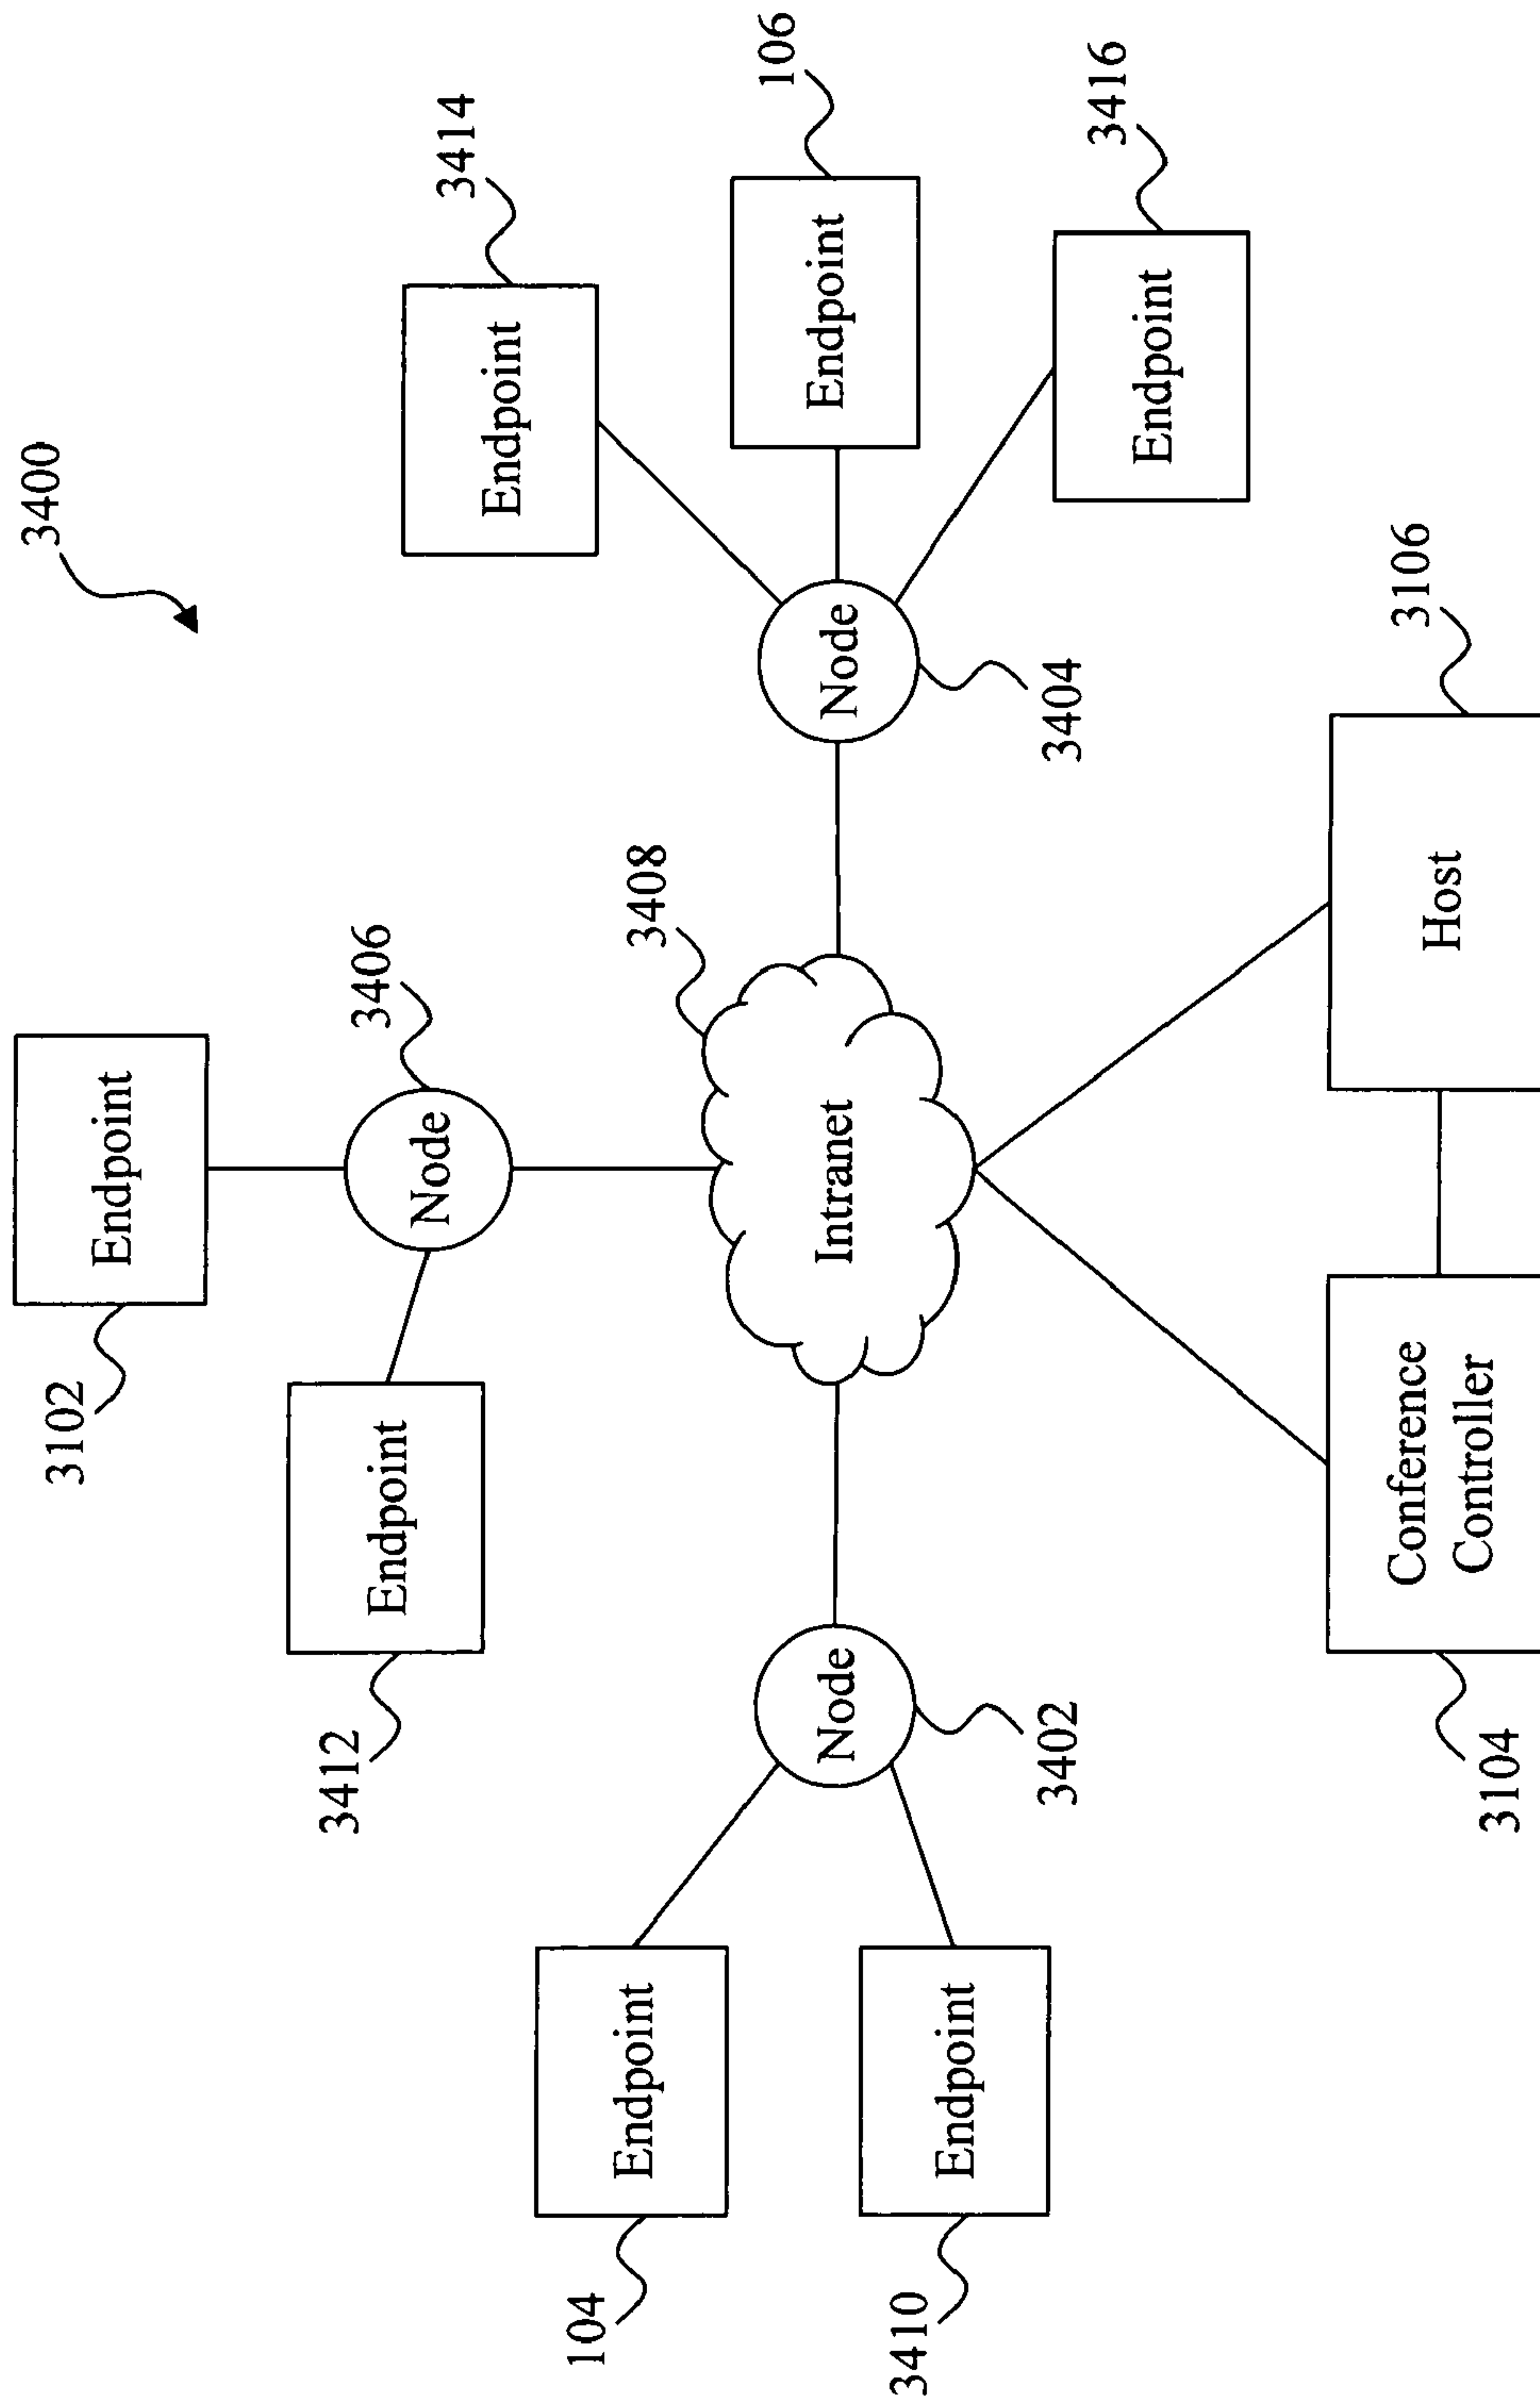 3400
3102
Endpoint
3406
Node
3412
Endpoint
3414
Endpoint
3408
Intranet
104
Endpoint
3410
Endpoint
Node
3402
Node
3404
Endpoint
106
Endpoint
3416
Conference
Controller
3104
Host
3106